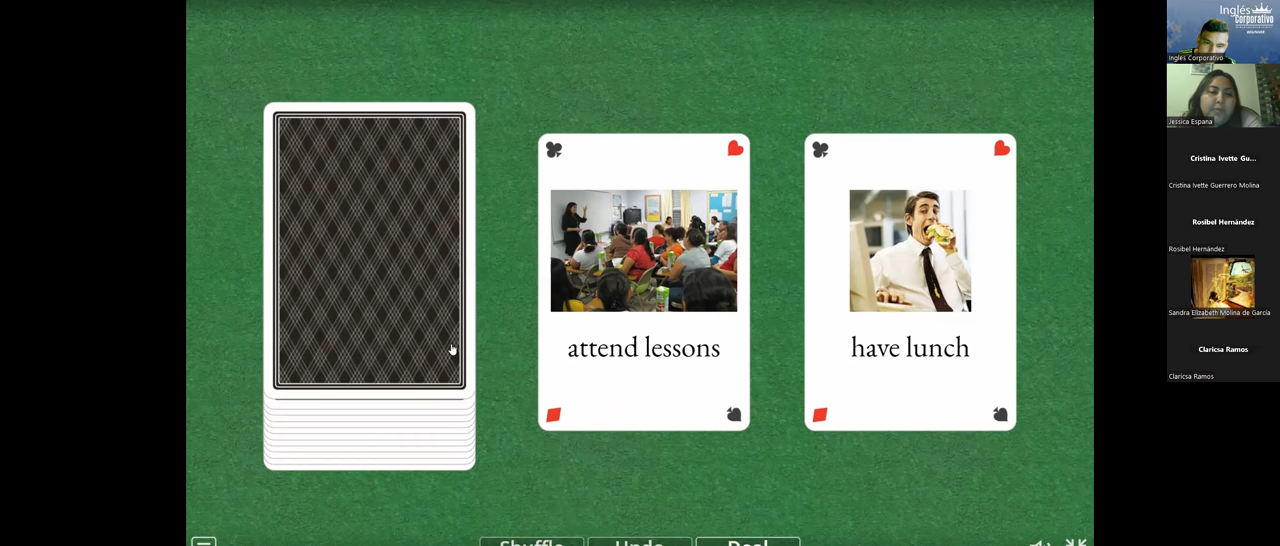 attend lessons
have lunch
Shuffle
Undo
Deal
Inglés
Corporativo
BEGINNER
Inglés Corporativo
Jessica Espana
Cristina Ivette Gu...
Cristina Ivette Guerrero Molina
Rosibel Hernández
Rosibel Hernández
Sandra Elizabeth Molina de García
Claricsa Ramos
Claricsa Ramos